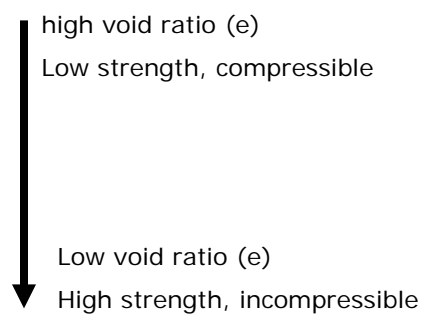 high void ratio (e)
Low strength, compressible
Low void ratio (e)
High strength, incompressible